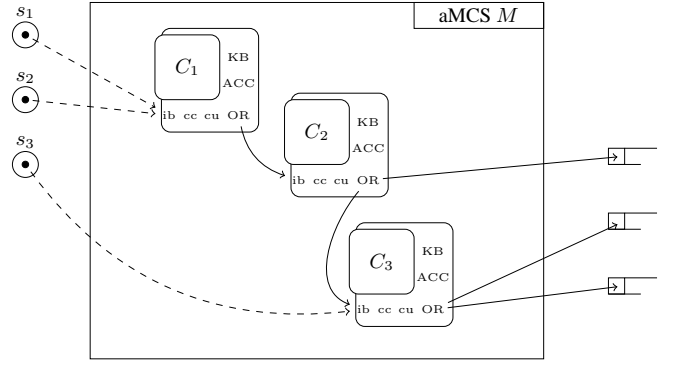 s1
aMCS M
C1
KB
ACC
ib cc cu OR
s2
C2
KB
ACC
ib cc cu OR
s3
C3
KB
ACC
ib cc cu OR